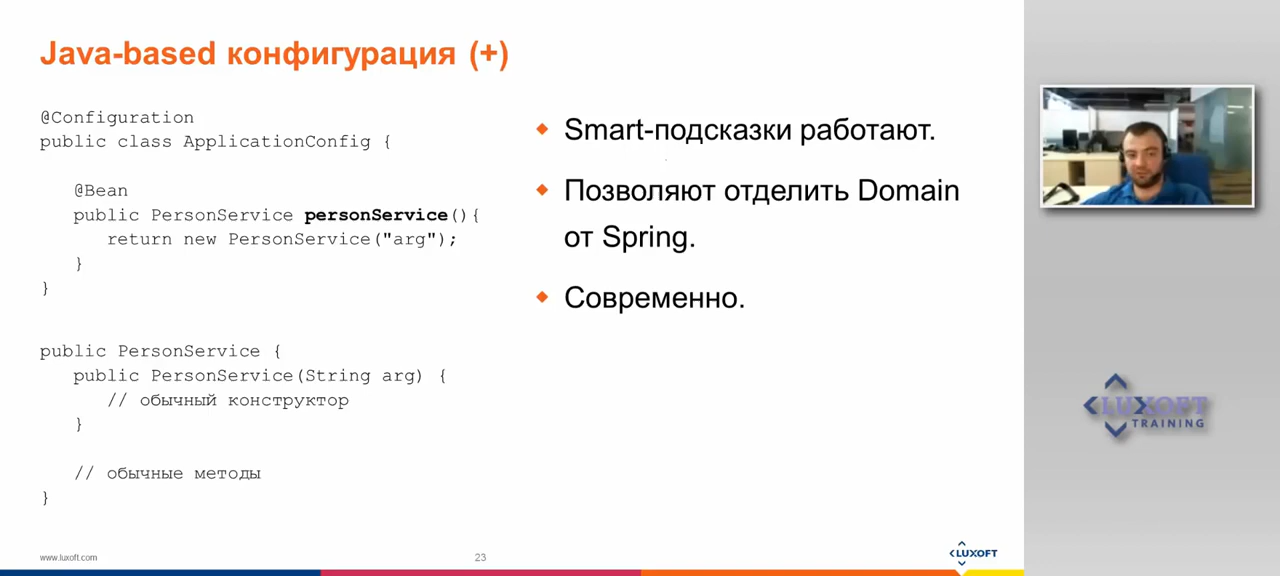 Java-based конфигурация (+)
@Configuration
public class ApplicationConfig {
@Bean
public PersonService personService(){
return new PersonService("arg");
}
}
public PersonService {
public PersonService(String arg) {
// обычный конструктор
}
// обычные методы
}
Smart-подсказки работают.
Позволяют отделить Domain
от Spring.
Современно.
www.luxoft.com
23
LUXOFT
LUXOFT
TRAINING